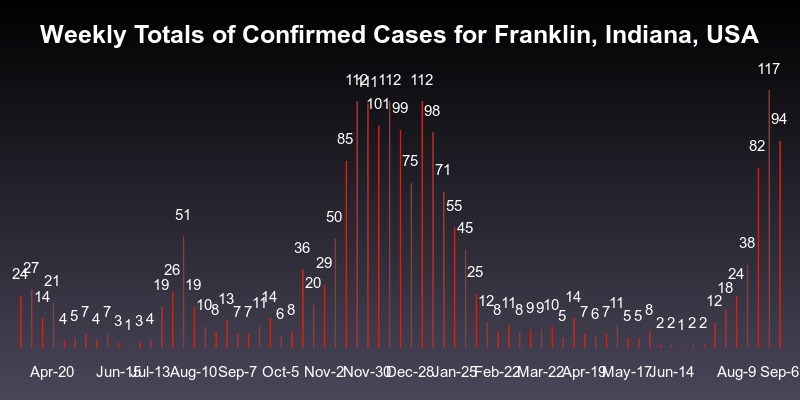 Weekly Totals of Confirmed Cases for Franklin, Indiana, USA
24 27 14 21 4 5 7 4 7 3 1 3 4 19 26 51 19 10 8 13 7 7 11 14 6 8 36 20 29 50 85 112 111 101 112 99 75 112 98 71 55 45 25 12 8 11 8 9 9 10 5 14 7 6 7 11 5 5 8 2 2 1 2 2 12 18 24 38 82 117 94
Apr-20 Jun-15 Jul-13 Aug-10 Sep-7 Oct-5 Nov-2 Nov-30 Dec-28 Jan-25 Feb-22 Mar-22 Apr-19 May-17 Jun-14 Aug-9 Sep-6